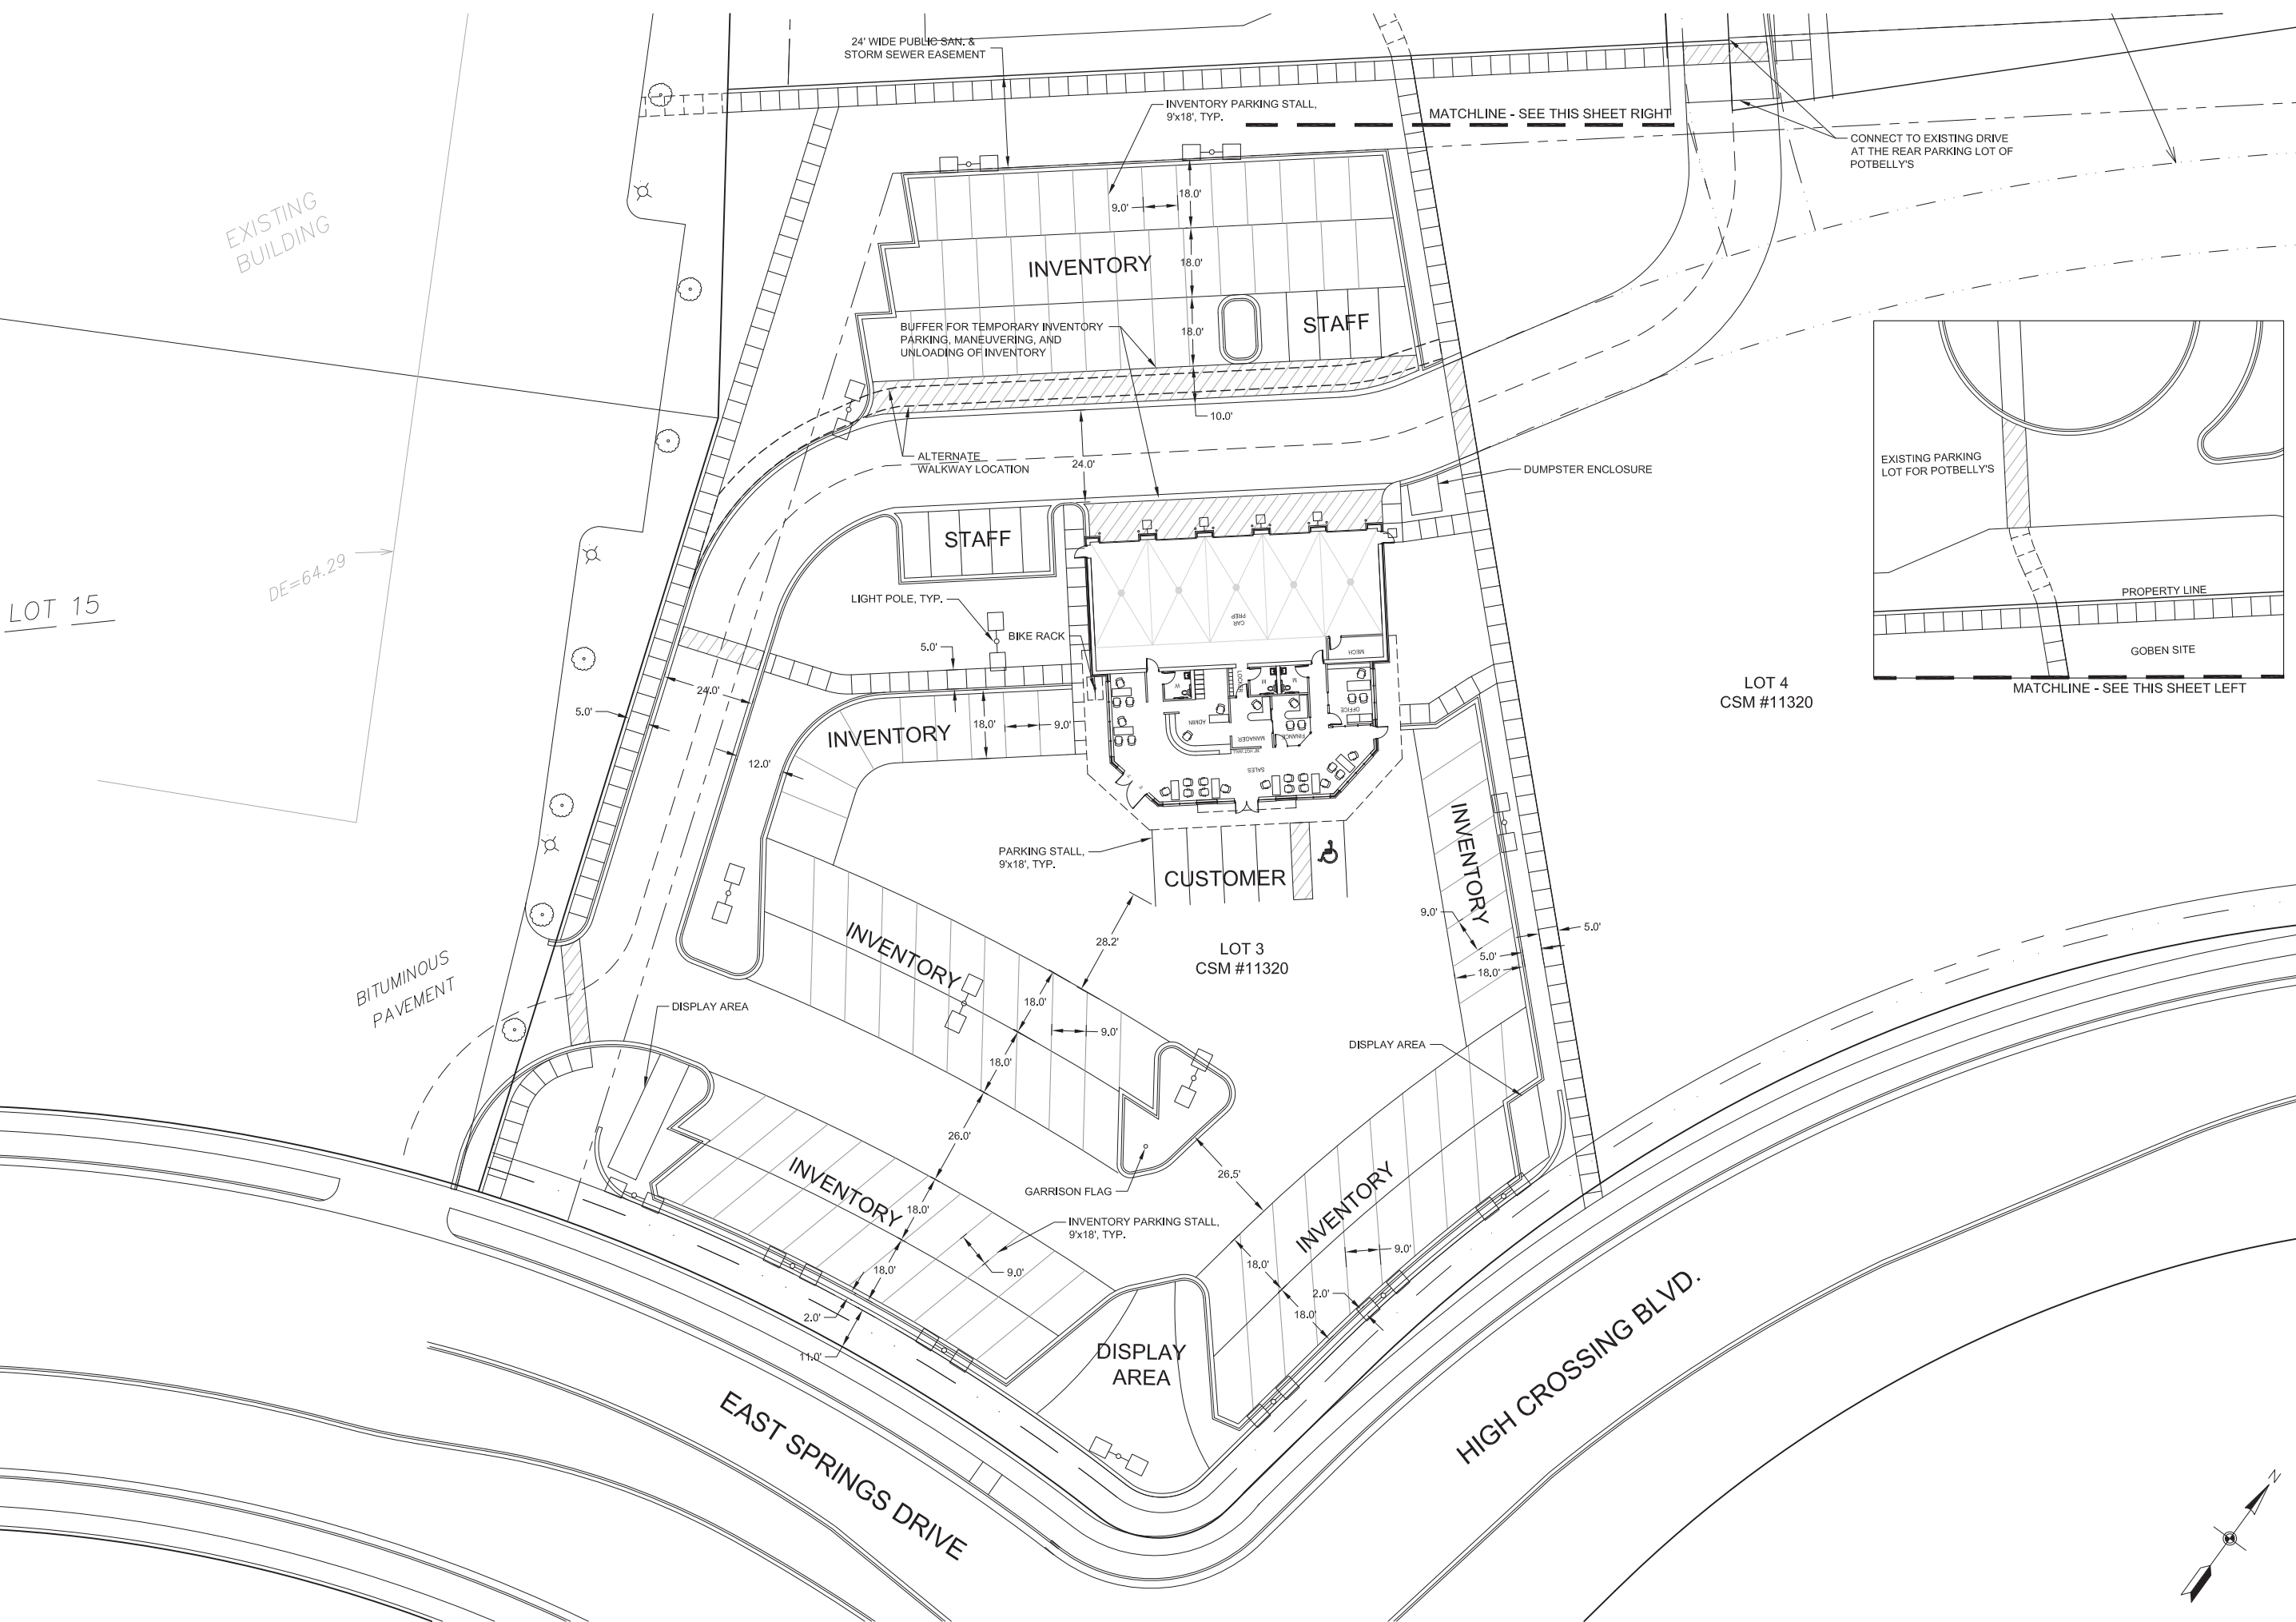 24' WIDE PUBLIC SAN. &
STORM SEWER EASEMENT
INVENTORY PARKING STALL,
9'x18', TYP.
MATCHLINE - SEE THIS SHEET RIGHT
CONNECT TO EXISTING DRIVE
AT THE REAR PARKING LOT OF
POTBELLY'S
EXISTING
BUILDING
9.0'
18.0'
INVENTORY
18.0'
BUFFER FOR TEMPORARY INVENTORY
PARKING, MANEUVERING, AND
UNLOADING OF INVENTORY
18.0'
STAFF
10.0'
ALTERNATE
WALKWAY LOCATION
24.0'
DUMPSTER ENCLOSURE
EXISTING PARKING
LOT FOR POTBELLY'S
PROPERTY LINE
GOBEN SITE
MATCHLINE - SEE THIS SHEET LEFT
STAFF
DE=64.29
LOT 15
LIGHT POLE, TYP.
BIKE RACK
5.0'
CAR
PREP
MECH
LOCKER
W
M
M
OFFICE
ADMIN
MANAGER
FINANCE
SALES
24.0'
5.0'
18.0'
9.0'
INVENTORY
12.0'
LOT 4
CSM #11320
PARKING STALL,
9'x18', TYP.
CUSTOMER
INVENTORY
9.0'
5.0'
5.0'
18.0'
28.2'
LOT 3
CSM #11320
INVENTORY
BITUMINOUS
PAVEMENT
DISPLAY AREA
18.0'
9.0'
18.0'
DISPLAY AREA
26.0'
26.5'
GARRISON FLAG
INVENTORY
18.0'
INVENTORY PARKING STALL,
9'x18', TYP.
INVENTORY
18.0'
9.0'
18.0'
9.0'
2.0'
2.0'
18.0'
11.0'
DISPLAY
AREA
EAST SPRINGS DRIVE
HIGH CROSSING BLVD.
N